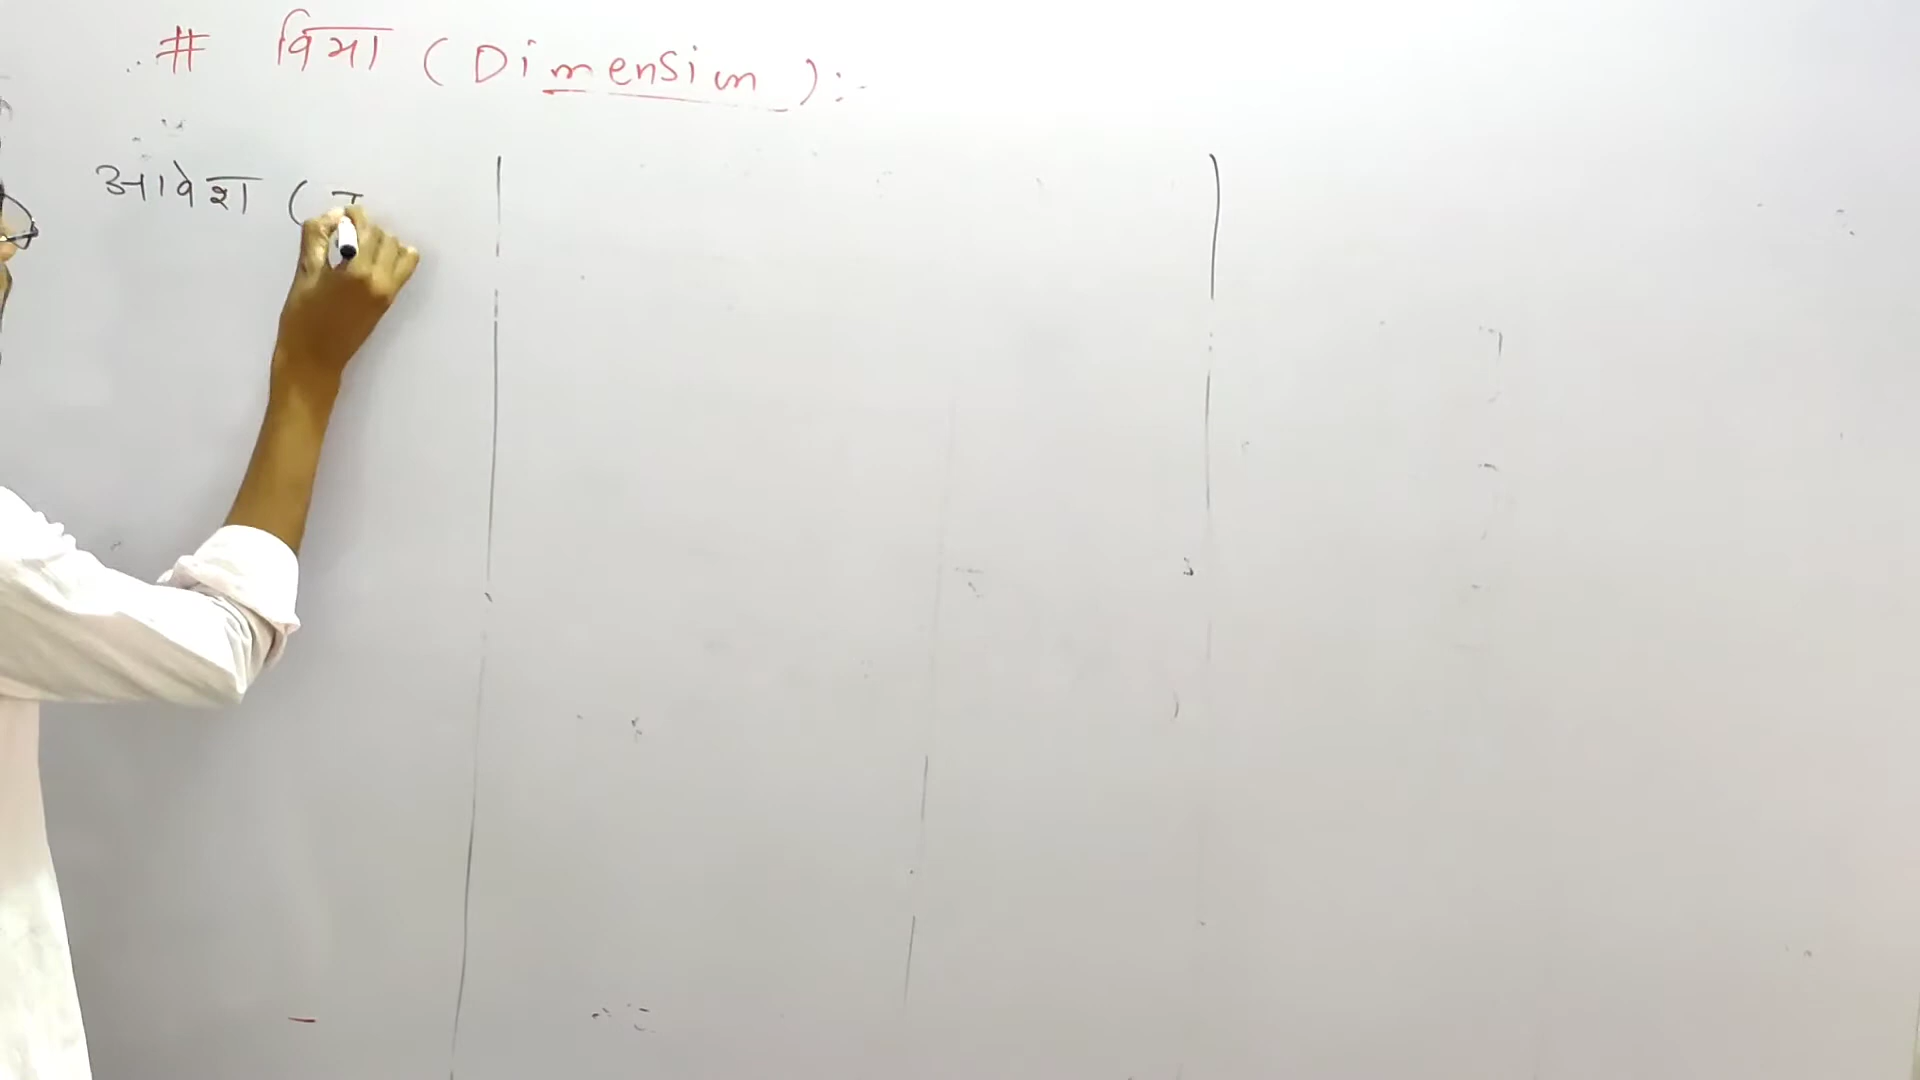 # विमा (Dimension):-
आवेश (